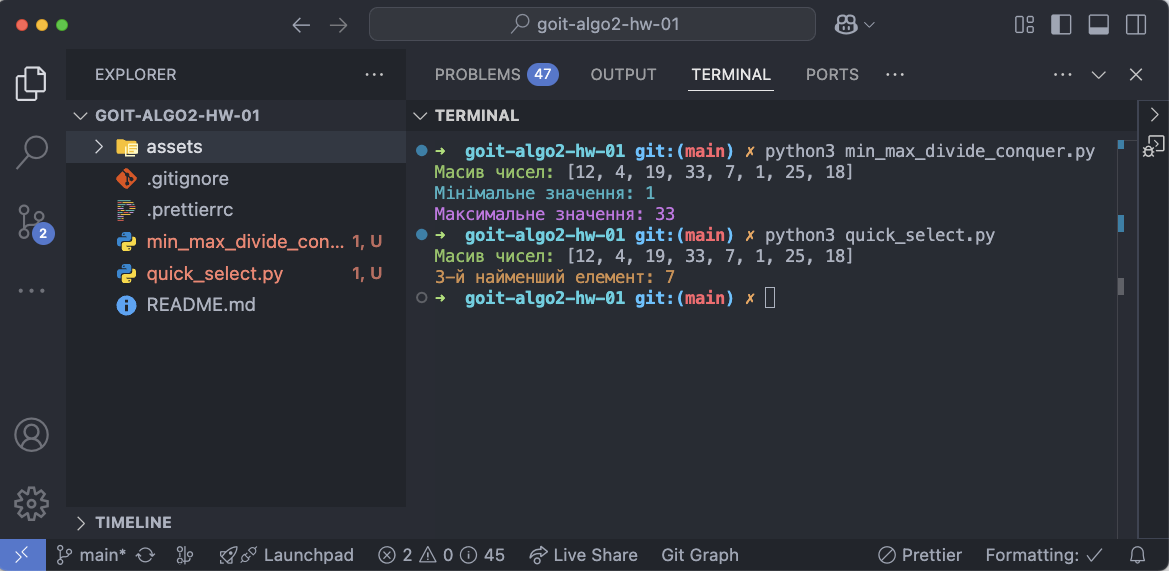 goit-algo2-hw-01
EXPLORER
PROBLEMS 47 OUTPUT TERMINAL PORTS
GOIT-ALGO2-HW-01
assets
.gitignore
.prettierrc
min_max_divide_con... 1, U
quick_select.py 1, U
README.md
2
TIMELINE
TERMINAL
➜ goit-algo2-hw-01 git:(main) ✗ python3 min_max_divide_conquer.py
Масив чисел: [12, 4, 19, 33, 7, 1, 25, 18]
Мінімальне значення: 1
Максимальне значення: 33
➜ goit-algo2-hw-01 git:(main) ✗ python3 quick_select.py
Масив чисел: [12, 4, 19, 33, 7, 1, 25, 18]
3-й найменший елемент: 7
➜ goit-algo2-hw-01 git:(main) ✗
main* Launchpad 2 0 45 Live Share Git Graph Prettier Formatting: ✓